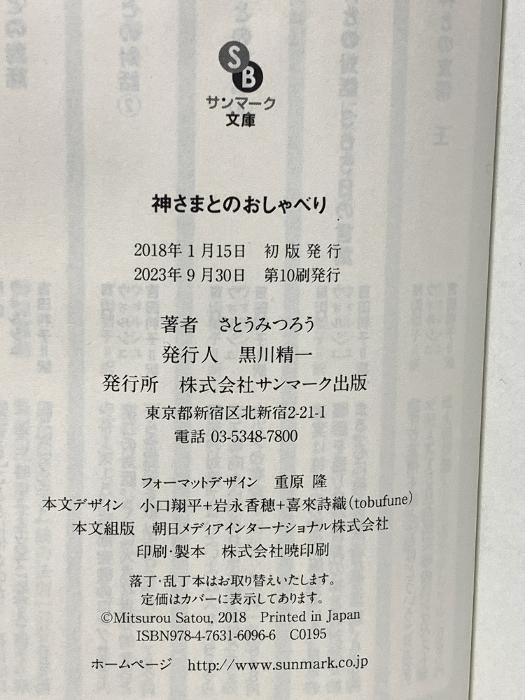 SB
サンマーク
文庫
神さまとのおしゃべり
2018年1月15日 初版発行
2023年9月30日 第10刷発行
著者 さとうみつろう
発行人 黒川精一
発行所 株式会社サンマーク出版
東京都新宿区北新宿2-21-1
電話 03-5348-7800
フォーマットデザイン 重原 隆
本文デザイン 小口翔平+岩永香穂+喜來詩織(tobufune)
本文組版 朝日メディアインターナショナル株式会社
印刷・製本 株式会社暁印刷
落丁・乱丁本はお取り替えいたします。
定価はカバーに表示してあります。
©Mitsurou Satou, 2018 Printed in Japan
ISBN978-4-7631-6096-6 C0195
ホームページ http://www.sunmark.co.jp